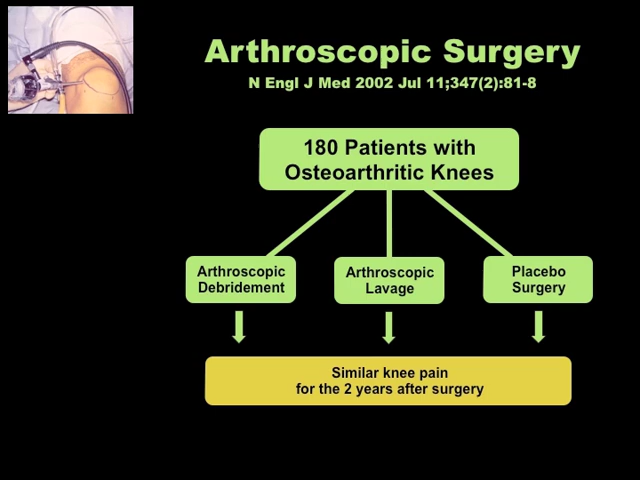 Arthroscopic Surgery
N Engl J Med 2002 Jul 11;347(2):81-8
180 Patients with
Osteoarthritic Knees
Arthroscopic
Debridement
Arthroscopic
Lavage
Placebo
Surgery
Similar knee pain
for the 2 years after surgery